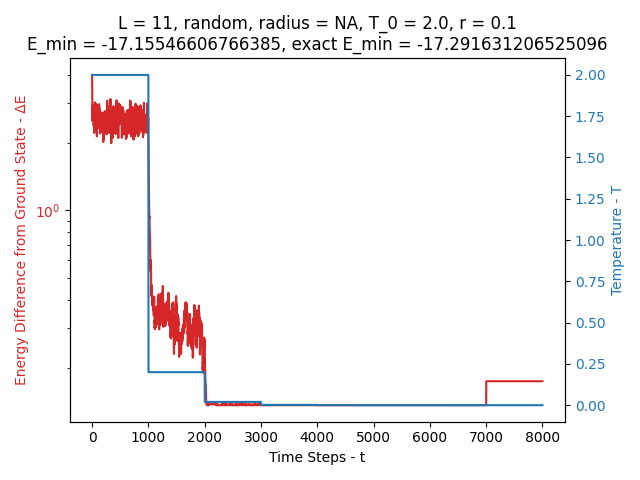 L = 11, random, radius = NA, T_0 = 2.0, r = 0.1
E_min = -17.15546606766385, exact E_min = -17.291631206525096
Energy Difference from Ground State - ΔE
10^0
2.00
1.75
1.50
1.25
1.00
0.75
0.50
0.25
0.00
Temperature - T
0 1000 2000 3000 4000 5000 6000 7000 8000
Time Steps - t